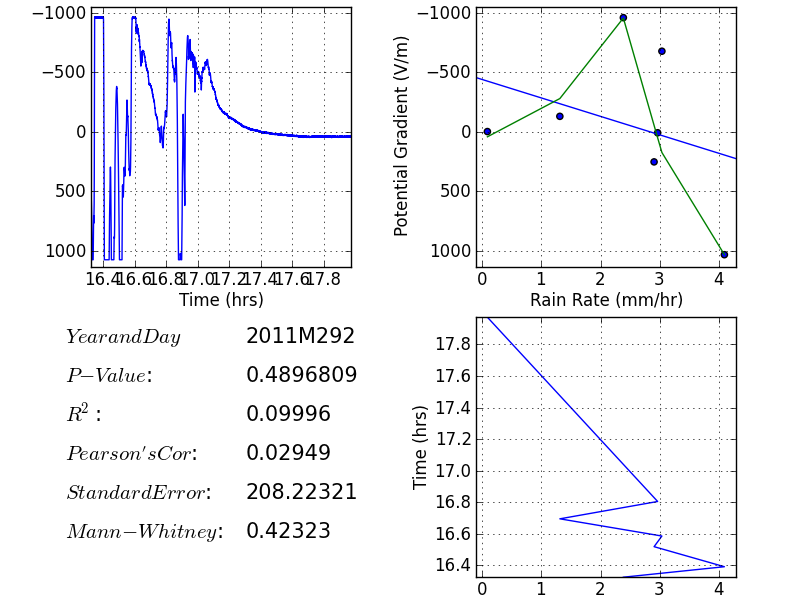 −1000
−500
0
500
1000
16.4 16.6 16.8 17.0 17.2 17.4 17.6 17.8
Time (hrs)
Potential Gradient (V/m)
−1000
−500
0
500
1000
0 1 2 3 4
Rain Rate (mm/hr)
YearandDay 2011M292
P−Value: 0.4896809
R²: 0.09996
Pearson'sCor: 0.02949
StandardError: 208.22321
Mann−Whitney: 0.42323
Time (hrs)
17.8
17.6
17.4
17.2
17.0
16.8
16.6
16.4
0 1 2 3 4